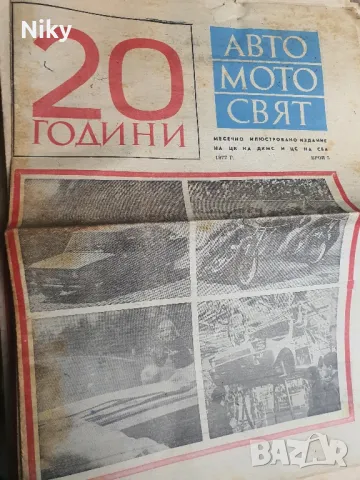 Niky
20
ГОДИНИ
АВТО
МОТО
СВЯТ
МЕСЕЧНО ИЛЮСТРОВАНО ИЗДАНИЕ
НА ЦК НА ДКМС И ЦС НА СБА
1977 Г. БРОЙ 1
BAZAR